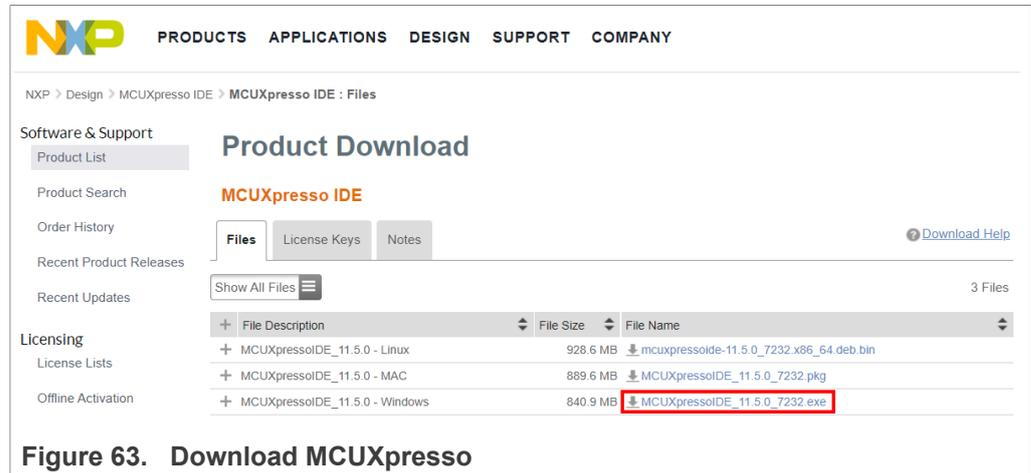 NXP
PRODUCTS APPLICATIONS DESIGN SUPPORT COMPANY
NXP > Design > MCUXpresso IDE > MCUXpresso IDE : Files
Software & Support
Product List
Product Search
Order History
Recent Product Releases
Recent Updates
Licensing
License Lists
Offline Activation
Product Download
MCUXpresso IDE
Files License Keys Notes
? Download Help
Show All Files
3 Files
+ File Description File Size File Name
+ MCUXpressoIDE_11.5.0 - Linux 928.6 MB mcuxpressoide-11.5.0_7232.x86_64.deb.bin
+ MCUXpressoIDE_11.5.0 - MAC 889.6 MB MCUXpressoIDE_11.5.0_7232.pkg
+ MCUXpressoIDE_11.5.0 - Windows 840.9 MB MCUXpressoIDE_11.5.0_7232.exe
Figure 63. Download MCUXpresso